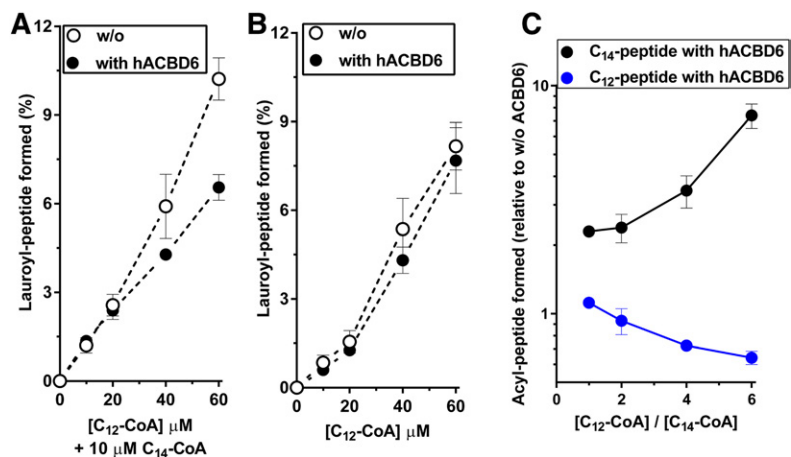 A
w/o
with hACBD6
Lauroyl-peptide formed (%)
12
9
6
3
0
0 20 40 60
[C12-CoA] μM
+ 10 μM C14-CoA
B
w/o
with hACBD6
Lauroyl-peptide formed (%)
12
9
6
3
0
0 20 40 60
[C12-CoA] μM
C
C14-peptide with hACBD6
C12-peptide with hACBD6
Acyl-peptide formed (relative to w/o ACBD6)
10
1
0 2 4 6
[C12-CoA] / [C14-CoA]